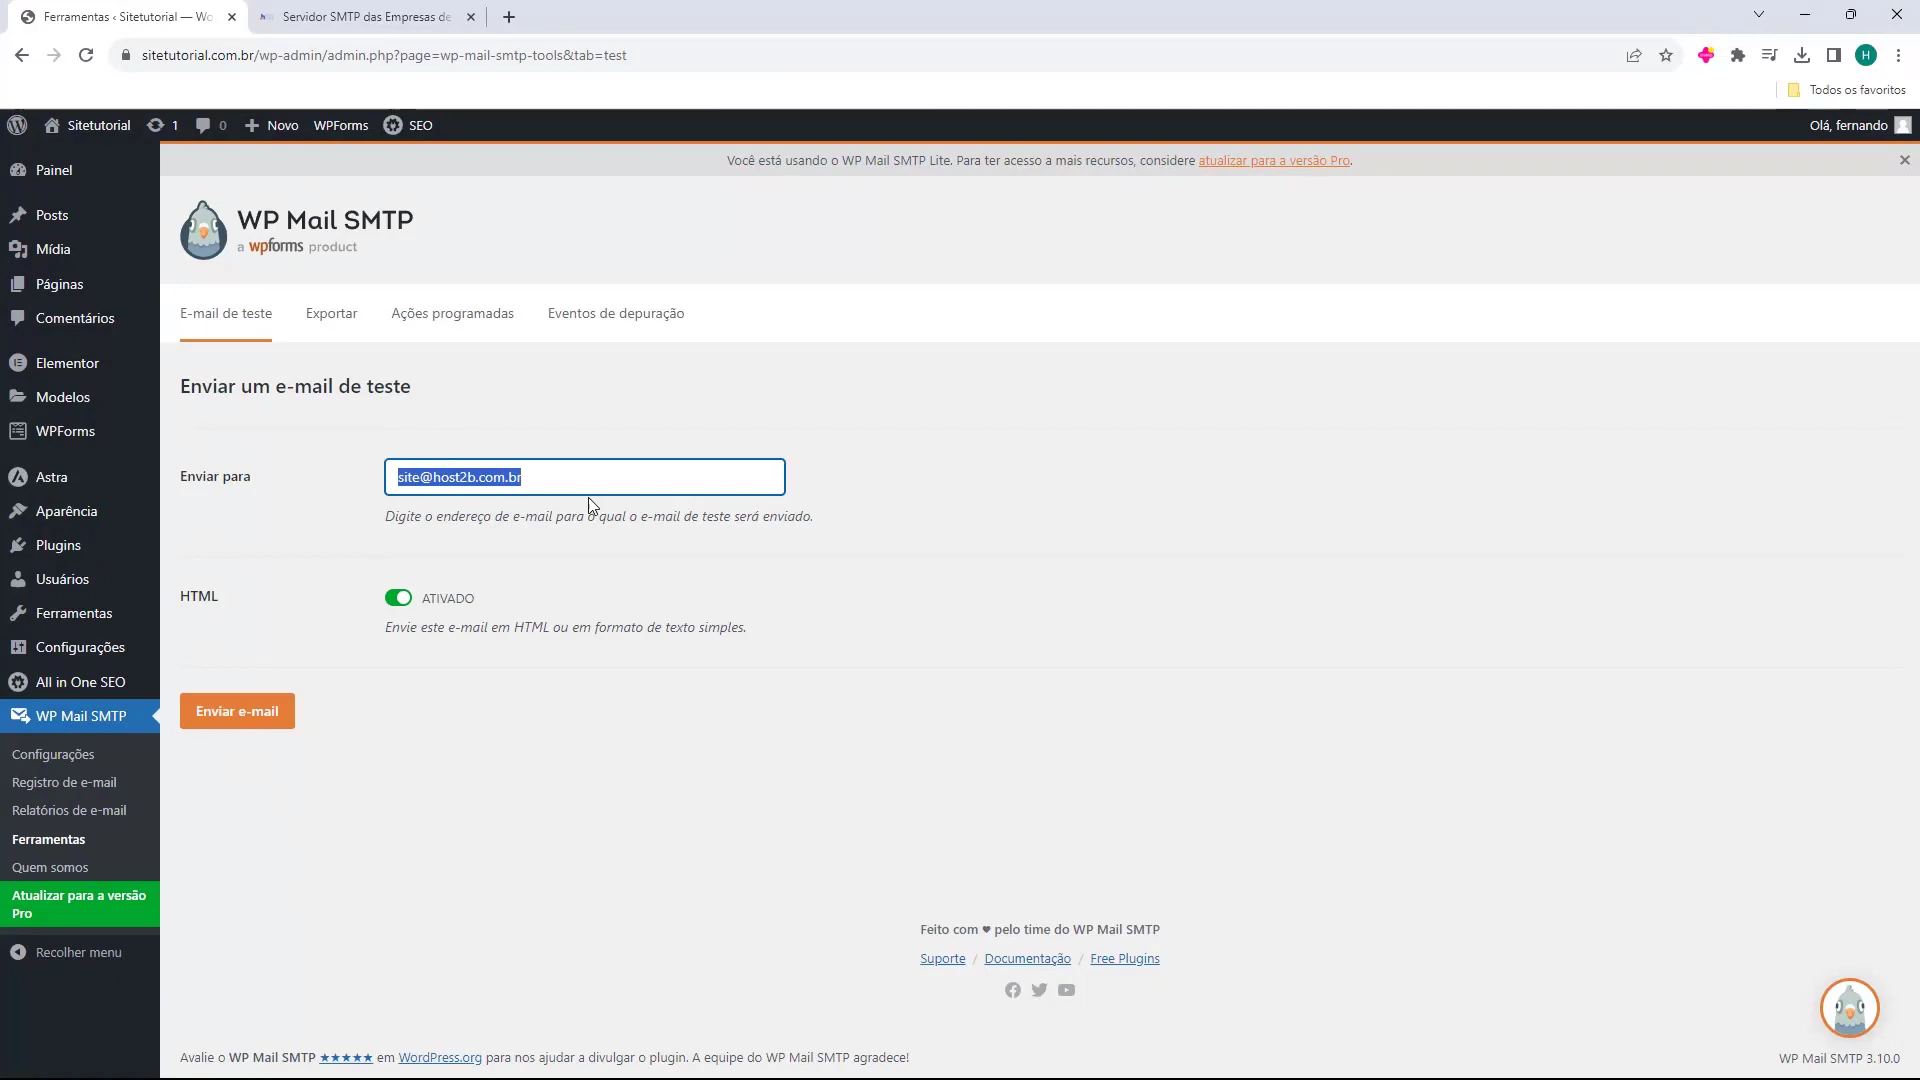 Ferramentas ‹ Sitetutorial — Wo
Servidor SMTP das Empresas de
sitetutorial.com.br/wp-admin/admin.php?page=wp-mail-smtp-tools&tab=test
H
Todos os favoritos
Sitetutorial
1
0
Novo
WPForms
SEO
Olá, fernando
Você está usando o WP Mail SMTP Lite. Para ter acesso a mais recursos, considere atualizar para a versão Pro.
Painel
Posts
Mídia
Páginas
Comentários
Elementor
Modelos
WPForms
Astra
Aparência
Plugins
Usuários
Ferramentas
Configurações
All in One SEO
WP Mail SMTP
Configurações
Registro de e-mail
Relatórios de e-mail
Ferramentas
Quem somos
Atualizar para a versão
Pro
Recolher menu
WP Mail SMTP
a wpforms product
E-mail de teste
Exportar
Ações programadas
Eventos de depuração
Enviar um e-mail de teste
Enviar para
site@host2b.com.br
Digite o endereço de e-mail para o qual o e-mail de teste será enviado.
HTML
ATIVADO
Envie este e-mail em HTML ou em formato de texto simples.
Enviar e-mail
Feito com ♥ pelo time do WP Mail SMTP
Suporte / Documentação / Free Plugins
Avalie o WP Mail SMTP ★★★★★ em WordPress.org para nos ajudar a divulgar o plugin. A equipe do WP Mail SMTP agradece!
WP Mail SMTP 3.10.0